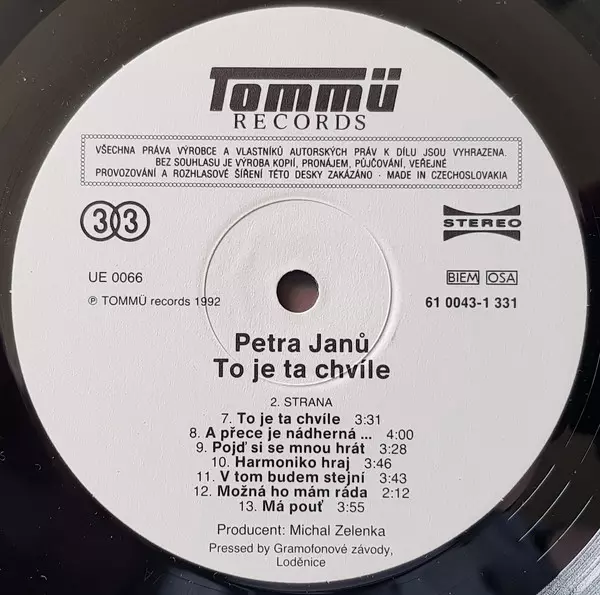 Tommü
RECORDS
VŠECHNA PRÁVA VÝROBCE A VLASTNÍKŮ AUTORSKÝCH PRÁV K DÍLU JSOU VYHRAZENA.
BEZ SOUHLASU JE VÝROBA KOPIÍ, PRONÁJEM, PŮJČOVÁNÍ, VEŘEJNÉ
PROVOZOVÁNÍ A ROZHLASOVÉ ŠÍŘENÍ TÉTO DESKY ZAKÁZÁNO - MADE IN CZECHOSLOVAKIA
33
STEREO
UE 0066
BIEM OSA
℗ TOMMÜ records 1992
61 0043-1 331
Petra Janů
To je ta chvíle
2. STRANA
7. To je ta chvíle 3:31
8. A přece je nádherná ... 4:00
9. Pojď si se mnou hrát 3:28
10. Harmoniko hraj 3:46
11. V tom budem stejní 3:43
12. Možná ho mám ráda 2:12
13. Má pouť 3:55
Producent: Michal Zelenka
Pressed by Gramofonové závody,
Loděnice